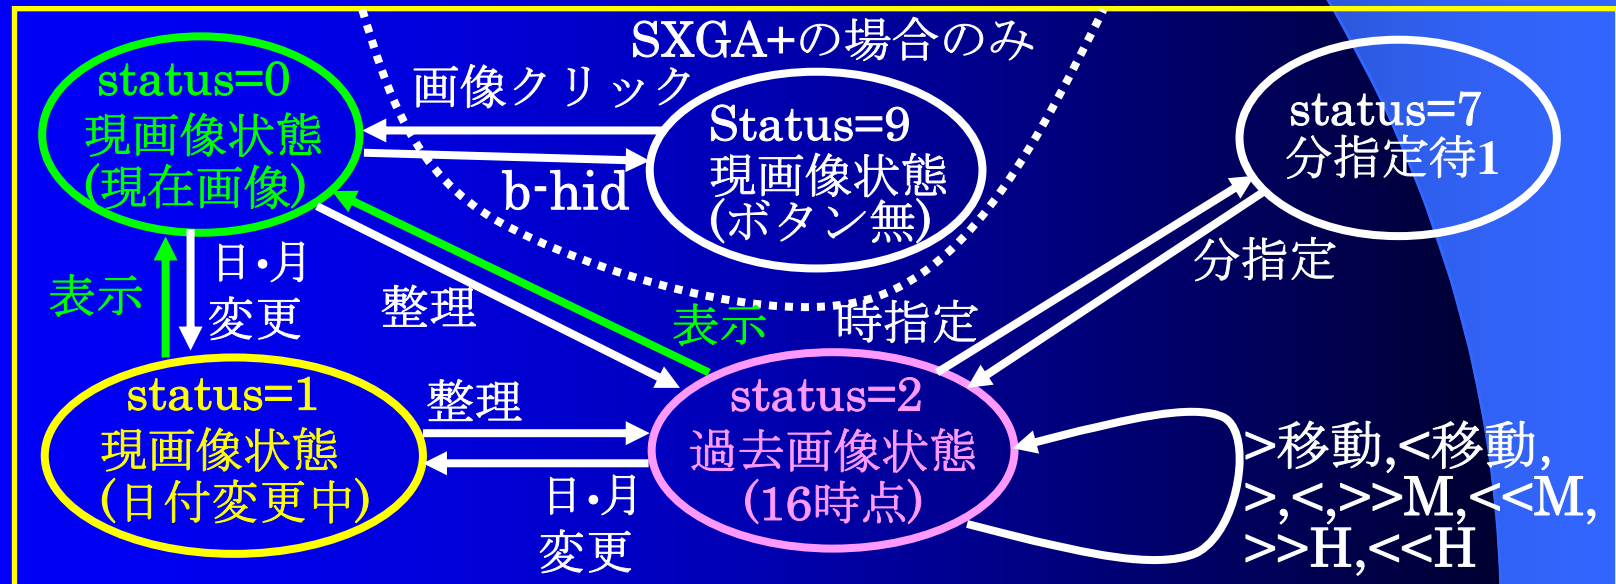 SXGA+の場合のみ
status=0
現画像状態
(現在画像)
画像クリック
b-hid
Status=9
現画像状態
(ボタン無)
status=7
分指定待1
日・月
変更
表示
整理
表示
時指定
分指定
status=1
現画像状態
(日付変更中)
整理
日・月
変更
status=2
過去画像状態
(16時点)
>移動,<移動,
>,<,>>M,<<M,
>>H,<<H